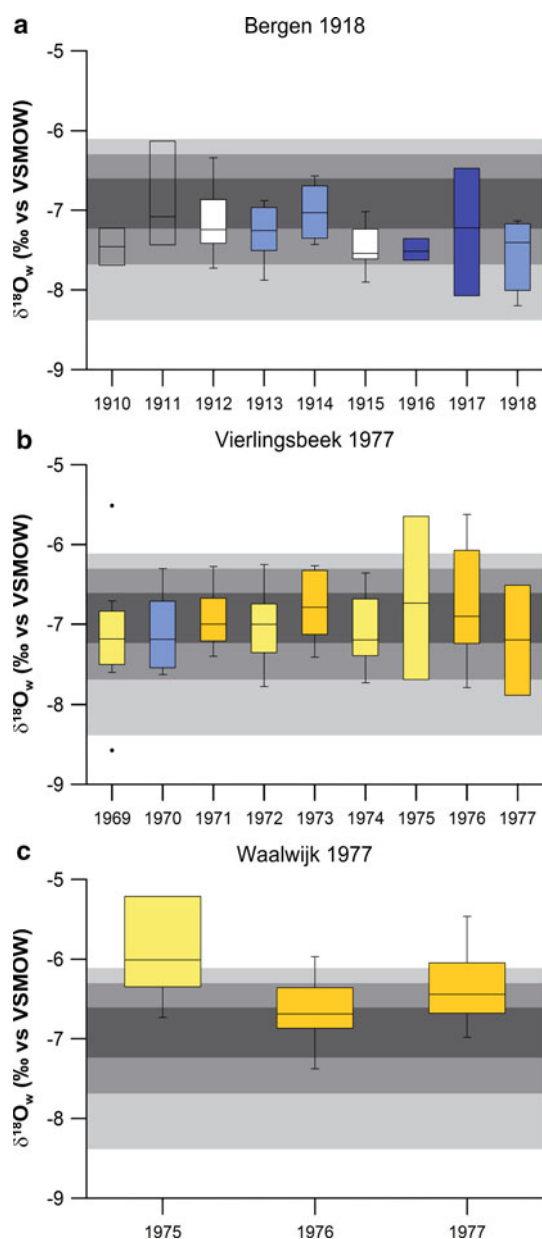 a
Bergen 1918
δ¹⁸Ow (‰ vs VSMOW)
-5
-6
-7
-8
-9
1910 1911 1912 1913 1914 1915 1916 1917 1918
b
Vierlingsbeek 1977
δ¹⁸Ow (‰ vs VSMOW)
-5
-6
-7
-8
-9
1969 1970 1971 1972 1973 1974 1975 1976 1977
c
Waalwijk 1977
δ¹⁸Ow (‰ vs VSMOW)
-5
-6
-7
-8
-9
1975 1976 1977